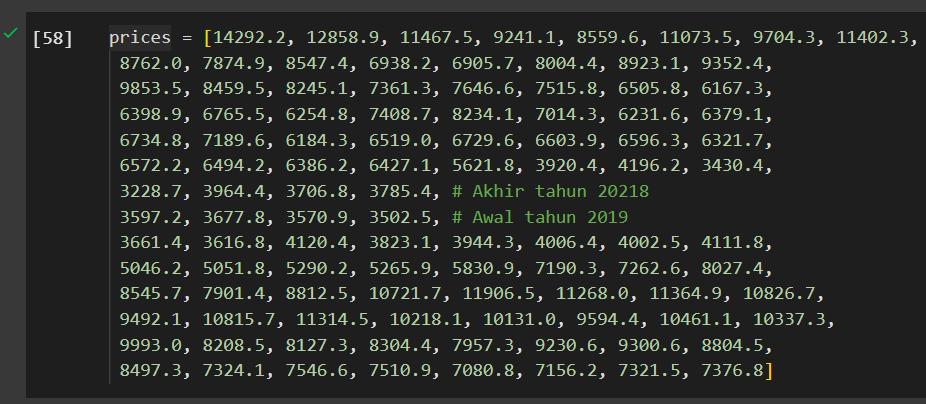 [58] prices = [14292.2, 12858.9, 11467.5, 9241.1, 8559.6, 11073.5, 9704.3, 11402.3,
8762.0, 7874.9, 8547.4, 6938.2, 6905.7, 8004.4, 8923.1, 9352.4,
9853.5, 8459.5, 8245.1, 7361.3, 7646.6, 7515.8, 6505.8, 6167.3,
6398.9, 6765.5, 6254.8, 7408.7, 8234.1, 7014.3, 6231.6, 6379.1,
6734.8, 7189.6, 6184.3, 6519.0, 6729.6, 6603.9, 6596.3, 6321.7,
6572.2, 6494.2, 6386.2, 6427.1, 5621.8, 3920.4, 4196.2, 3430.4,
3228.7, 3964.4, 3706.8, 3785.4, # Akhir tahun 20218
3597.2, 3677.8, 3570.9, 3502.5, # Awal tahun 2019
3661.4, 3616.8, 4120.4, 3823.1, 3944.3, 4006.4, 4002.5, 4111.8,
5046.2, 5051.8, 5290.2, 5265.9, 5830.9, 7190.3, 7262.6, 8027.4,
8545.7, 7901.4, 8812.5, 10721.7, 11906.5, 11268.0, 11364.9, 10826.7,
9492.1, 10815.7, 11314.5, 10218.1, 10131.0, 9594.4, 10461.1, 10337.3,
9993.0, 8208.5, 8127.3, 8304.4, 7957.3, 9230.6, 9300.6, 8804.5,
8497.3, 7324.1, 7546.6, 7510.9, 7080.8, 7156.2, 7321.5, 7376.8]